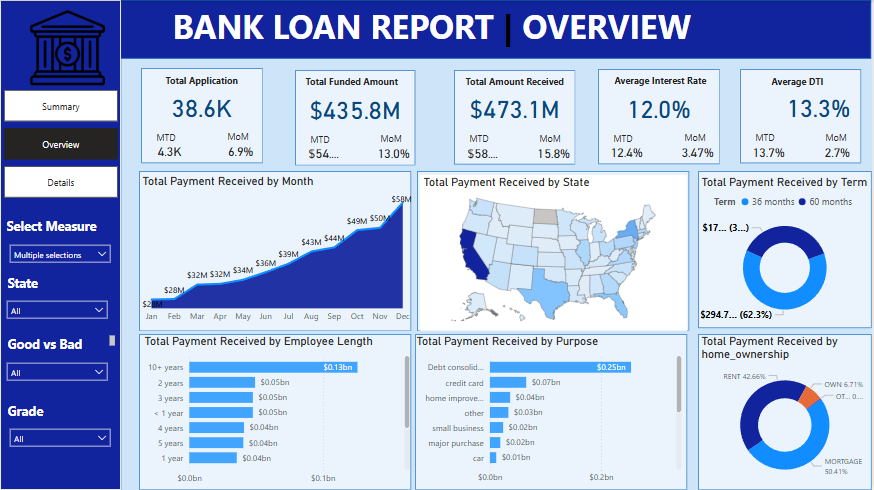 BANK LOAN REPORT | OVERVIEW
Summary
Overview
Details
Select Measure
Multiple selections
State
All
Good vs Bad
All
Grade
All
Total Application
38.6K
MTD MoM
4.3K 6.9%
Total Funded Amount
$435.8M
MTD MoM
$54.... 13.0%
Total Amount Received
$473.1M
MTD MoM
$58.... 15.8%
Average Interest Rate
12.0%
MTD MoM
12.4% 3.47%
Average DTI
13.3%
MTD MoM
13.7% 2.7%
Total Payment Received by Month
$28M $32M $32M $34M $36M $39M $43M $44M $49M $50M $58M
Jan Feb Mar Apr May Jun Jul Aug Sep Oct Nov Dec
Total Payment Received by State
Total Payment Received by Term
Term 36 months 60 months
$17... (3...)
$294.7... (62.3%)
Total Payment Received by Employee Length
10+ years $0.13bn
2 years $0.05bn
3 years $0.05bn
< 1 year $0.05bn
4 years $0.04bn
5 years $0.04bn
1 year $0.04bn
$0.0bn $0.1bn
Total Payment Received by Purpose
Debt consolid... $0.25bn
credit card $0.07bn
home improve... $0.04bn
other $0.03bn
small business $0.02bn
major purchase $0.02bn
car $0.01bn
$0.0bn $0.2bn
Total Payment Received by
home_ownership
RENT 42.66%
OWN 6.71%
OT... 0....
MORTGAGE
50.41%